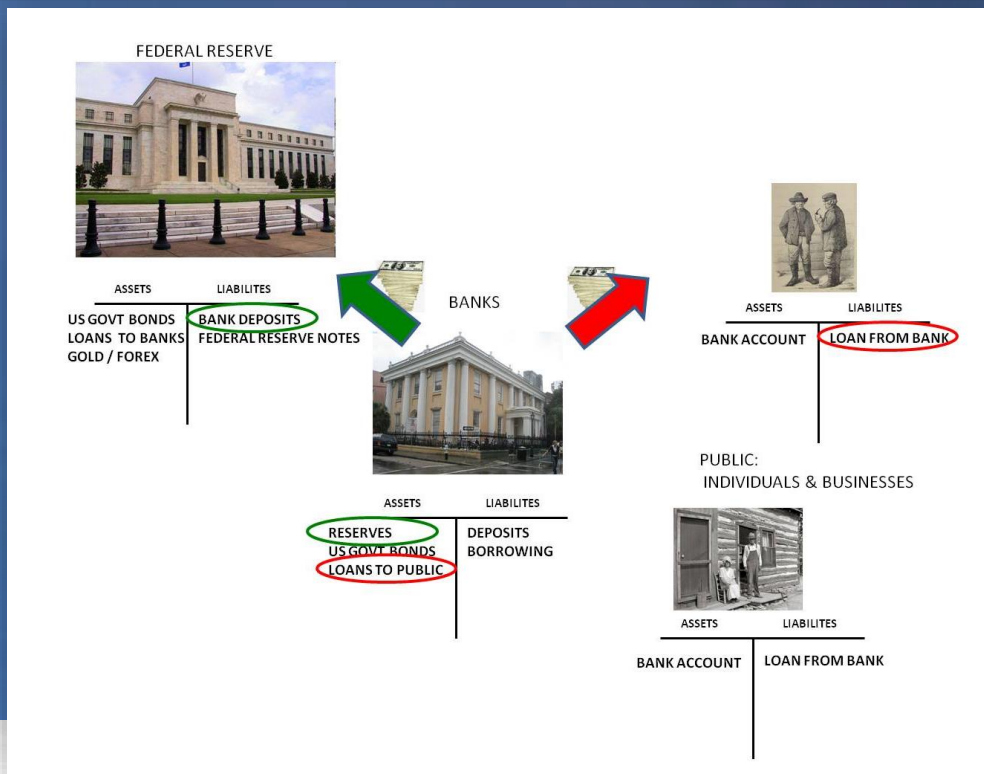 FEDERAL RESERVE
ASSETS LIABILITES
US GOVT BONDS BANK DEPOSITS
LOANS TO BANKS FEDERAL RESERVE NOTES
GOLD / FOREX
BANKS
ASSETS LIABILITES
RESERVES DEPOSITS
US GOVT BONDS BORROWING
LOANS TO PUBLIC
ASSETS LIABILITES
BANK ACCOUNT LOAN FROM BANK
PUBLIC:
INDIVIDUALS & BUSINESSES
ASSETS LIABILITES
BANK ACCOUNT LOAN FROM BANK